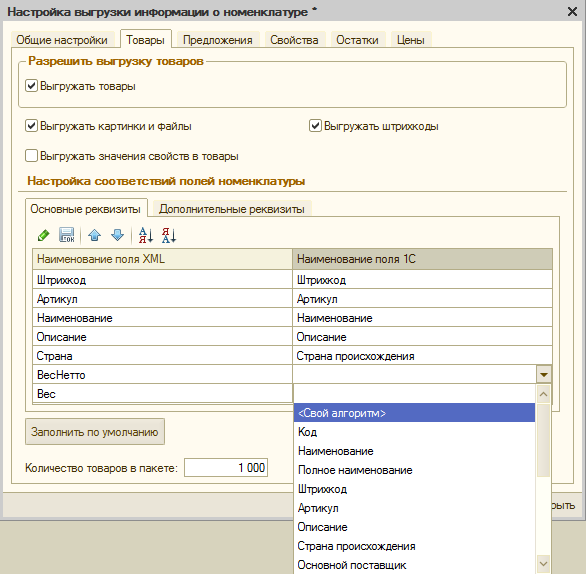 Настройка выгрузки информации о номенклатуре *
Общие настройки Товары Предложения Свойства Остатки Цены
Разрешить выгрузку товаров
Выгружать товары
Выгружать картинки и файлы Выгружать штрихкоды
Выгружать значения свойств в товары
Настройка соответствий полей номенклатуры
Основные реквизиты Дополнительные реквизиты
Наименование поля XML Наименование поля 1С
Штрихкод Штрихкод
Артикул Артикул
Наименование Наименование
Описание Описание
Страна Страна происхождения
ВесНетто
Вес
<Свой алгоритм>
Заполнить по умолчанию Код
Наименование
Количество товаров в пакете: 1 000 Полное наименование
Штрихкод
Артикул рыть
Описание
Страна происхождения
Основной поставщик